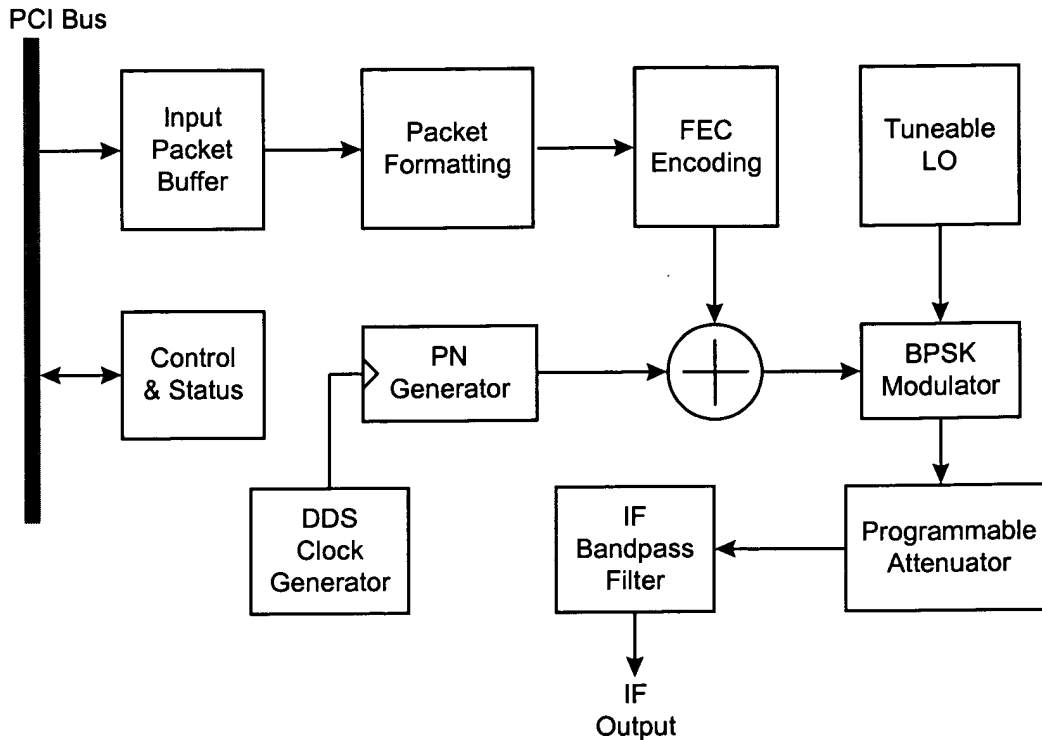 PCI Bus
Input
Packet
Buffer
Packet
Formatting
FEC
Encoding
Tuneable
LO
Control
& Status
PN
Generator
BPSK
Modulator
DDS
Clock
Generator
IF
Bandpass
Filter
Programmable
Attenuator
IF
Output